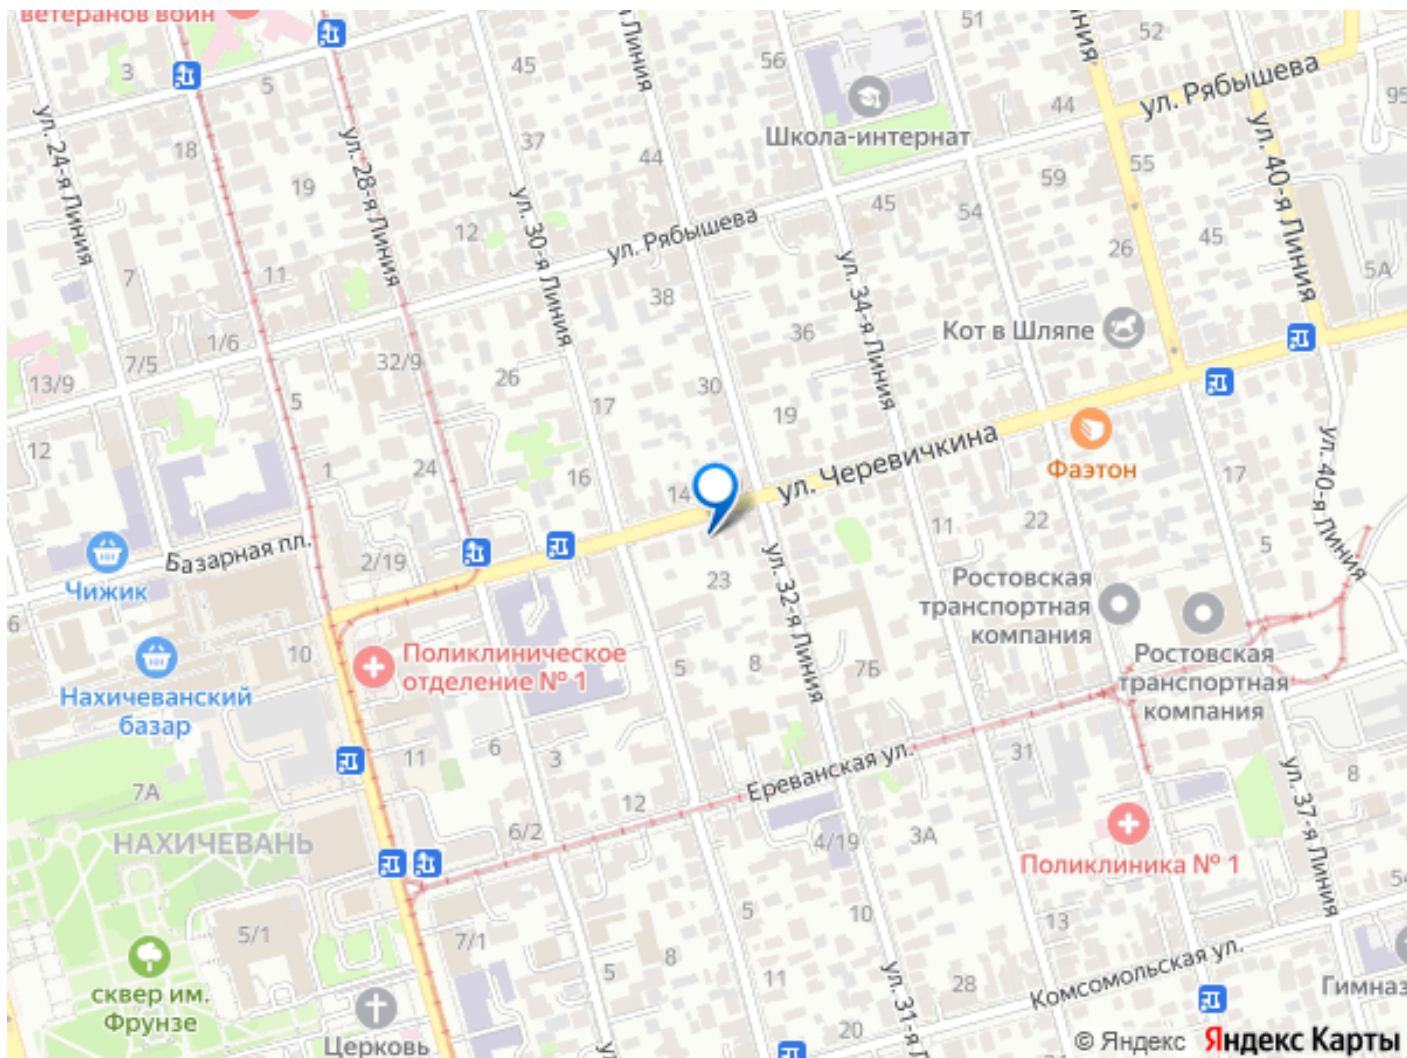 ветеранов войн
3
5
45
56
51
52
Линия
НИЯ
ул. Рябышева
95
ул. 24-я Линия
18
ул. 28-я Линия
37
44
Школа-интернат
44
55
ул. 40-я Линия
19
59
12
ул. 30-я Линия
ул. Рябышева
45
54
26
45
5А
7
11
38
36
ул. 34-я Линия
Кот в Шляпе
1/6
7/5
32/9
26
13/9
5
17
30
19
ул. Черевичкина
Фаэтон
ул. 40-я Линия
12
1
24
16
14
17
Базарная пл.
2/19
Чижик
11
22
5
23
ул. 32-я Линия
Ростовская
транспортная
компания
6
10
Поликлиническое
отделение № 1
5
8
7Б
Ростовская
транспортная
компания
Нахичеванский
базар
11
6
3
Ереванская ул.
31
ул. 37-я Линия
8
7А
12
НАХИЧЕВАНЬ
6/2
4/19
3А
Поликлиника № 1
54
5/1
7/1
5
10
13
8
5
11
ул. 31-я Л
28
Комсомольская ул.
сквер им.
Фрунзе
Гимназ
20
Церковь
© Яндекс Яндекс Карты